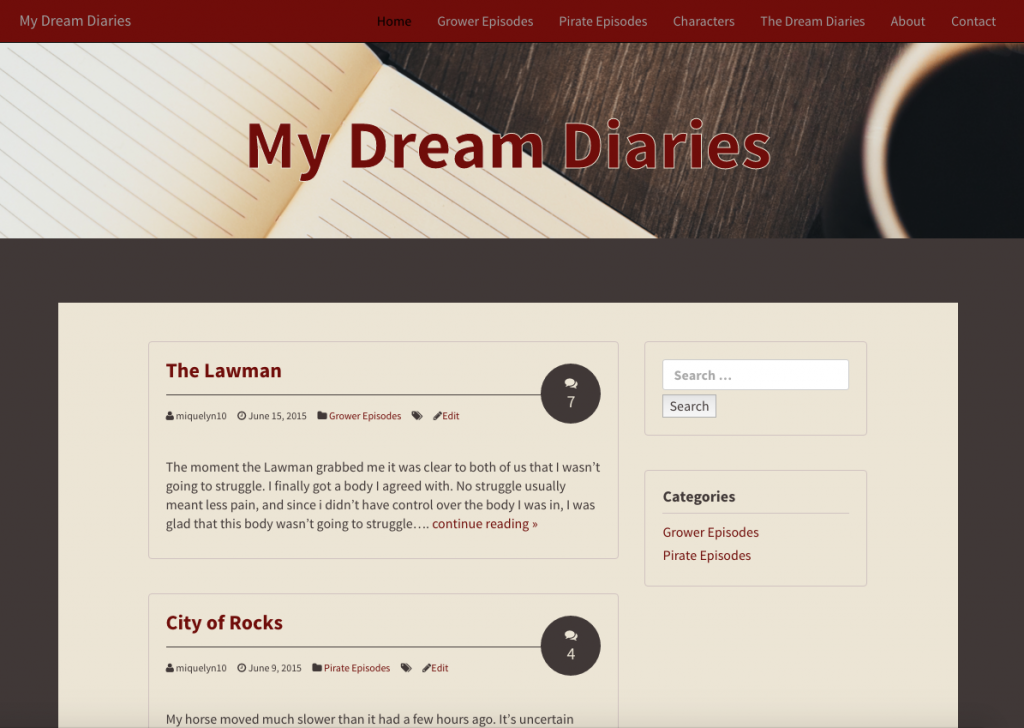 My Dream Diaries Home Grower Episodes Pirate Episodes Characters The Dream Diaries About Contact
My Dream Diaries
The Lawman
7
miquelyn10 June 15, 2015 Grower Episodes Edit
The moment the Lawman grabbed me it was clear to both of us that I wasn’t
going to struggle. I finally got a body I agreed with. No struggle usually
meant less pain, and since i didn’t have control over the body I was in, I was
glad that this body wasn’t going to struggle…. continue reading »
City of Rocks
4
miquelyn10 June 9, 2015 Pirate Episodes Edit
My horse moved much slower than it had a few hours ago. It’s uncertain
Search …
Search
Categories
Grower Episodes
Pirate Episodes